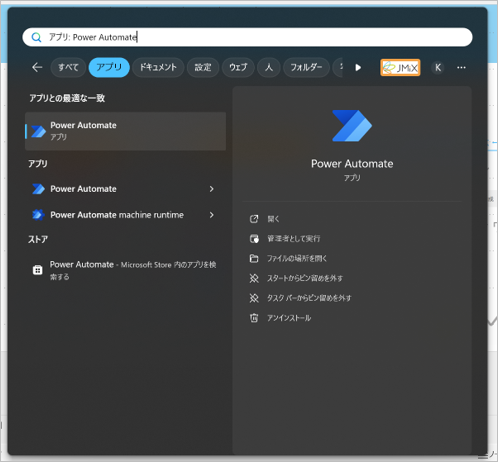 アプリ: Power Automate
すべて
アプリ
ドキュメント
設定
ウェブ
人
フォルダー
JMiX
K
アプリとの最適な一致
Power Automate
アプリ
アプリ
Power Automate
Power Automate machine runtime
ストア
Power Automate - Microsoft Store 内のアプリを検
索する
Power Automate
アプリ
開く
管理者として実行
ファイルの場所を開く
スタートからピン留めを外す
タスク バーからピン留めを外す
アンインストール